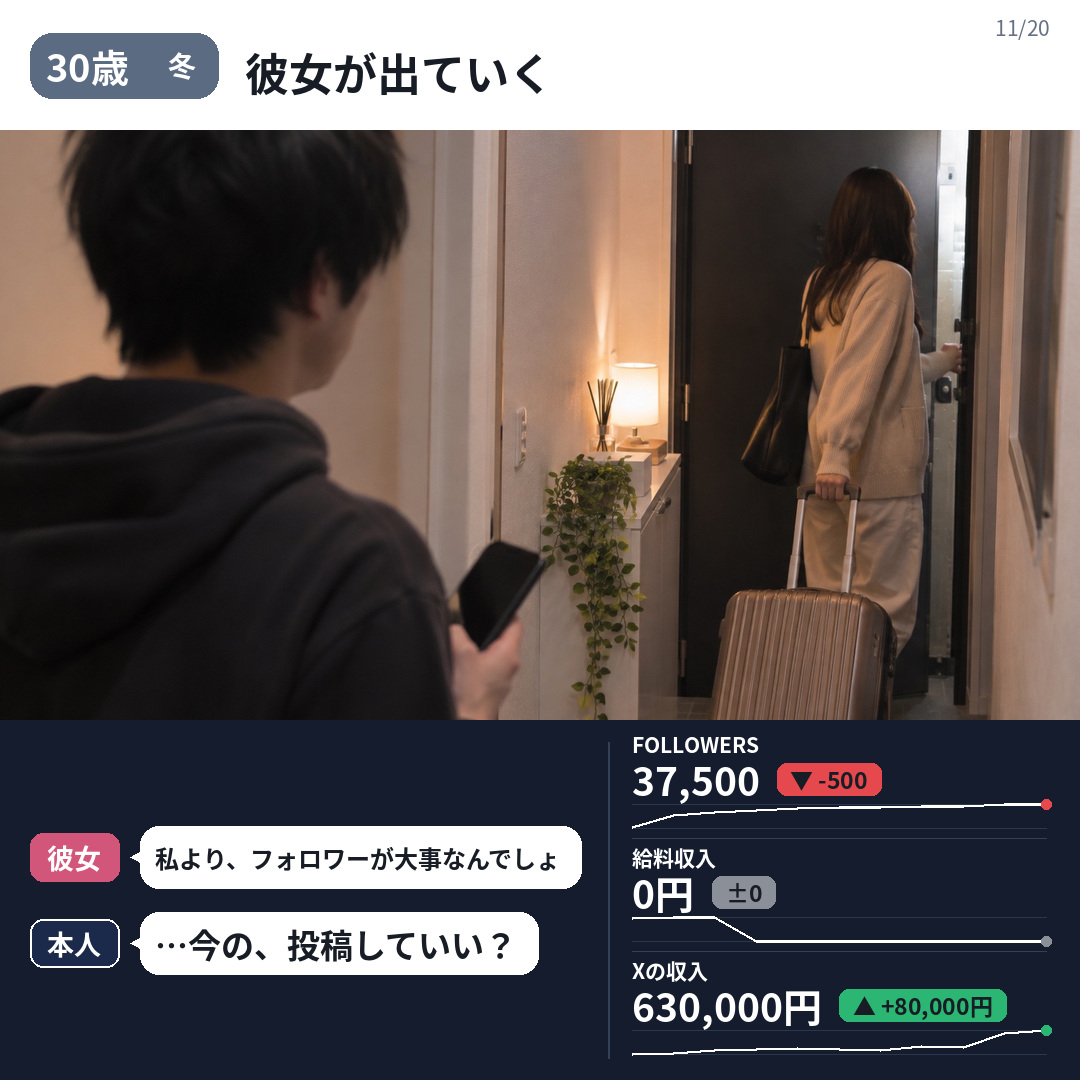 11/20
30歳 冬
彼女が出ていく
彼女
私より、フォロワーが大事なんでしょ
本人
…今の、投稿していい？
FOLLOWERS
37,500 ▼ -500
給料収入
0円 ±0
Xの収入
630,000円 ▲ +80,000円